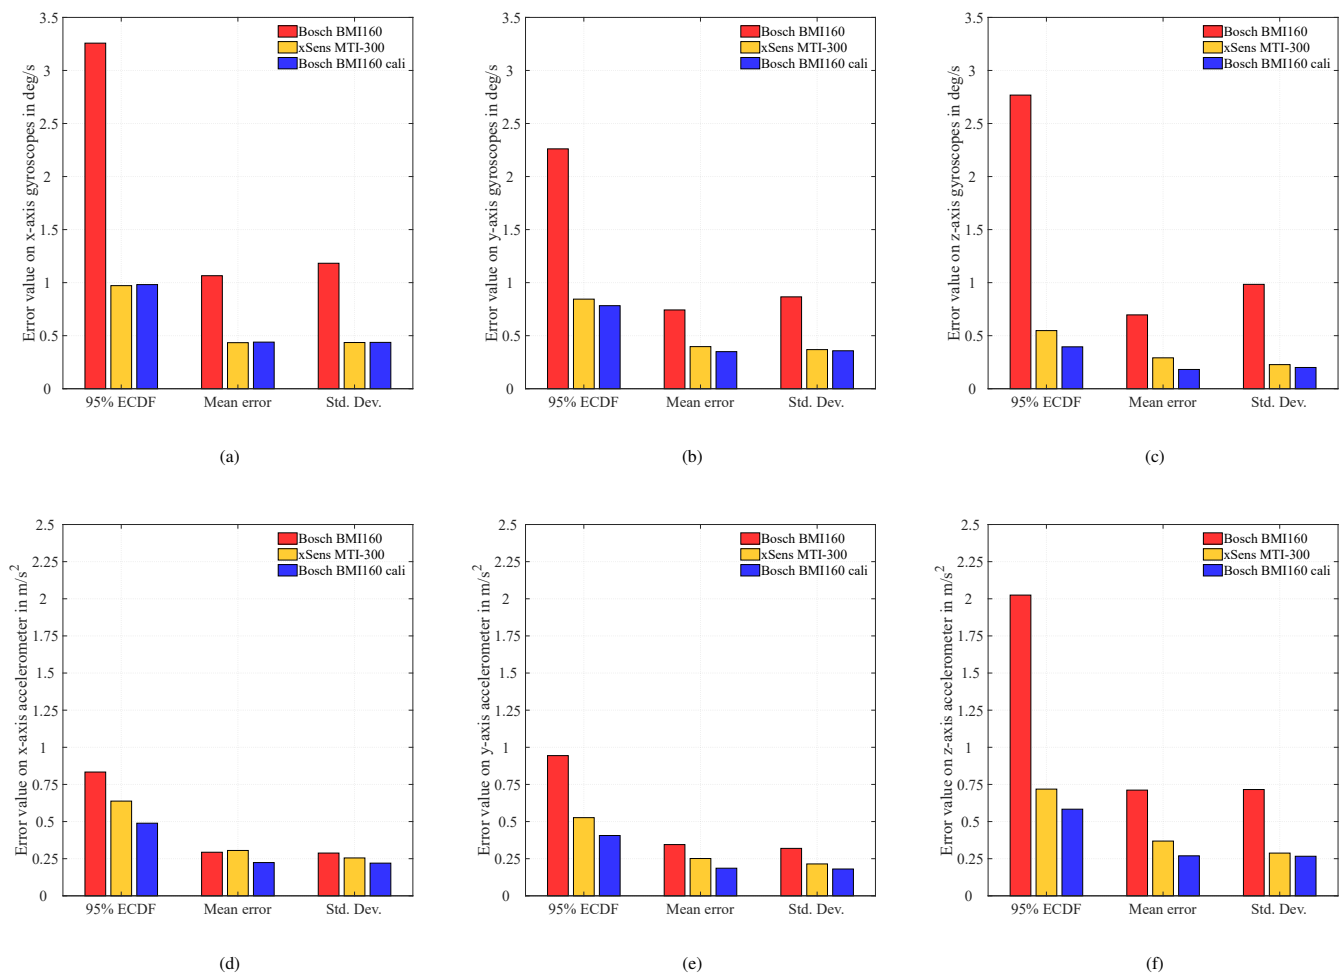 Error value on x-axis gyroscopes in deg/s
3.5
3
2.5
2
1.5
1
0.5
0
95% ECDF Mean error Std. Dev.
Bosch BMI160
xSens MTI-300
Bosch BMI160 cali
(a)
Error value on y-axis gyroscopes in deg/s
3.5
3
2.5
2
1.5
1
0.5
0
95% ECDF Mean error Std. Dev.
Bosch BMI160
xSens MTI-300
Bosch BMI160 cali
(b)
Error value on z-axis gyroscopes in deg/s
3.5
3
2.5
2
1.5
1
0.5
0
95% ECDF Mean error Std. Dev.
Bosch BMI160
xSens MTI-300
Bosch BMI160 cali
(c)
Error value on x-axis accelerometer in m/s²
2.5
2.25
2
1.75
1.5
1.25
1
0.75
0.5
0.25
0
95% ECDF Mean error Std. Dev.
Bosch BMI160
xSens MTI-300
Bosch BMI160 cali
(d)
Error value on y-axis accelerometer in m/s²
2.5
2.25
2
1.75
1.5
1.25
1
0.75
0.5
0.25
0
95% ECDF Mean error Std. Dev.
Bosch BMI160
xSens MTI-300
Bosch BMI160 cali
(e)
Error value on z-axis accelerometer in m/s²
2.5
2.25
2
1.75
1.5
1.25
1
0.75
0.5
0.25
0
95% ECDF Mean error Std. Dev.
Bosch BMI160
xSens MTI-300
Bosch BMI160 cali
(f)